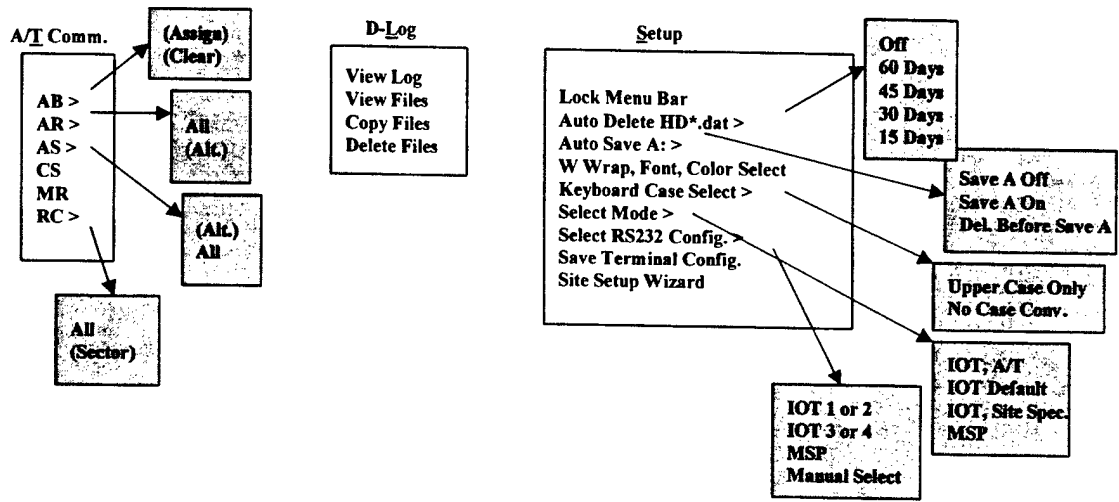 A/T Comm.
AB >
AR >
AS >
CS
MR
RC >
(Assign)
(Clear)
All
(Alt.)
(Alt.)
All
All
(Sector)
D-Log
View Log
View Files
Copy Files
Delete Files
Setup
Lock Menu Bar
Auto Delete HD*.dat >
Auto Save A: >
W Wrap, Font, Color Select
Keyboard Case Select >
Select Mode >
Select RS232 Config. >
Save Terminal Config.
Site Setup Wizard
Off
60 Days
45 Days
30 Days
15 Days
Save A Off
Save A On
Del. Before Save A
Upper Case Only
No Case Conv.
IOT, A/T
IOT Default
IOT, Site Spec.
MSP
IOT 1 or 2
IOT 3 or 4
MSP
Manual Select